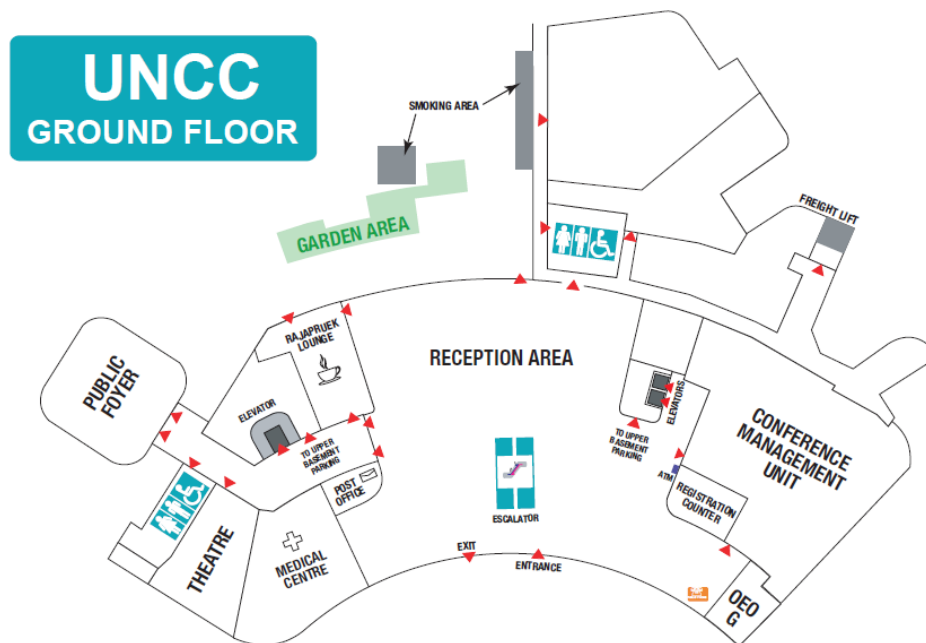 UNCC
GROUND FLOOR
SMOKING AREA
FREIGHT LIFT
GARDEN AREA
RAJAPRUEK
LOUNGE
RECEPTION AREA
PUBLIC
FOYER
ELEVATOR
ELEVATORS
TO UPPER
BASEMENT
PARKING
TO UPPER
BASEMENT
PARKING
CONFERENCE
MANAGEMENT
UNIT
ATM
REGISTRATION
COUNTER
POST
OFFICE
ESCALATOR
THEATRE
MEDICAL
CENTRE
EXIT
ENTRANCE
OEO
G